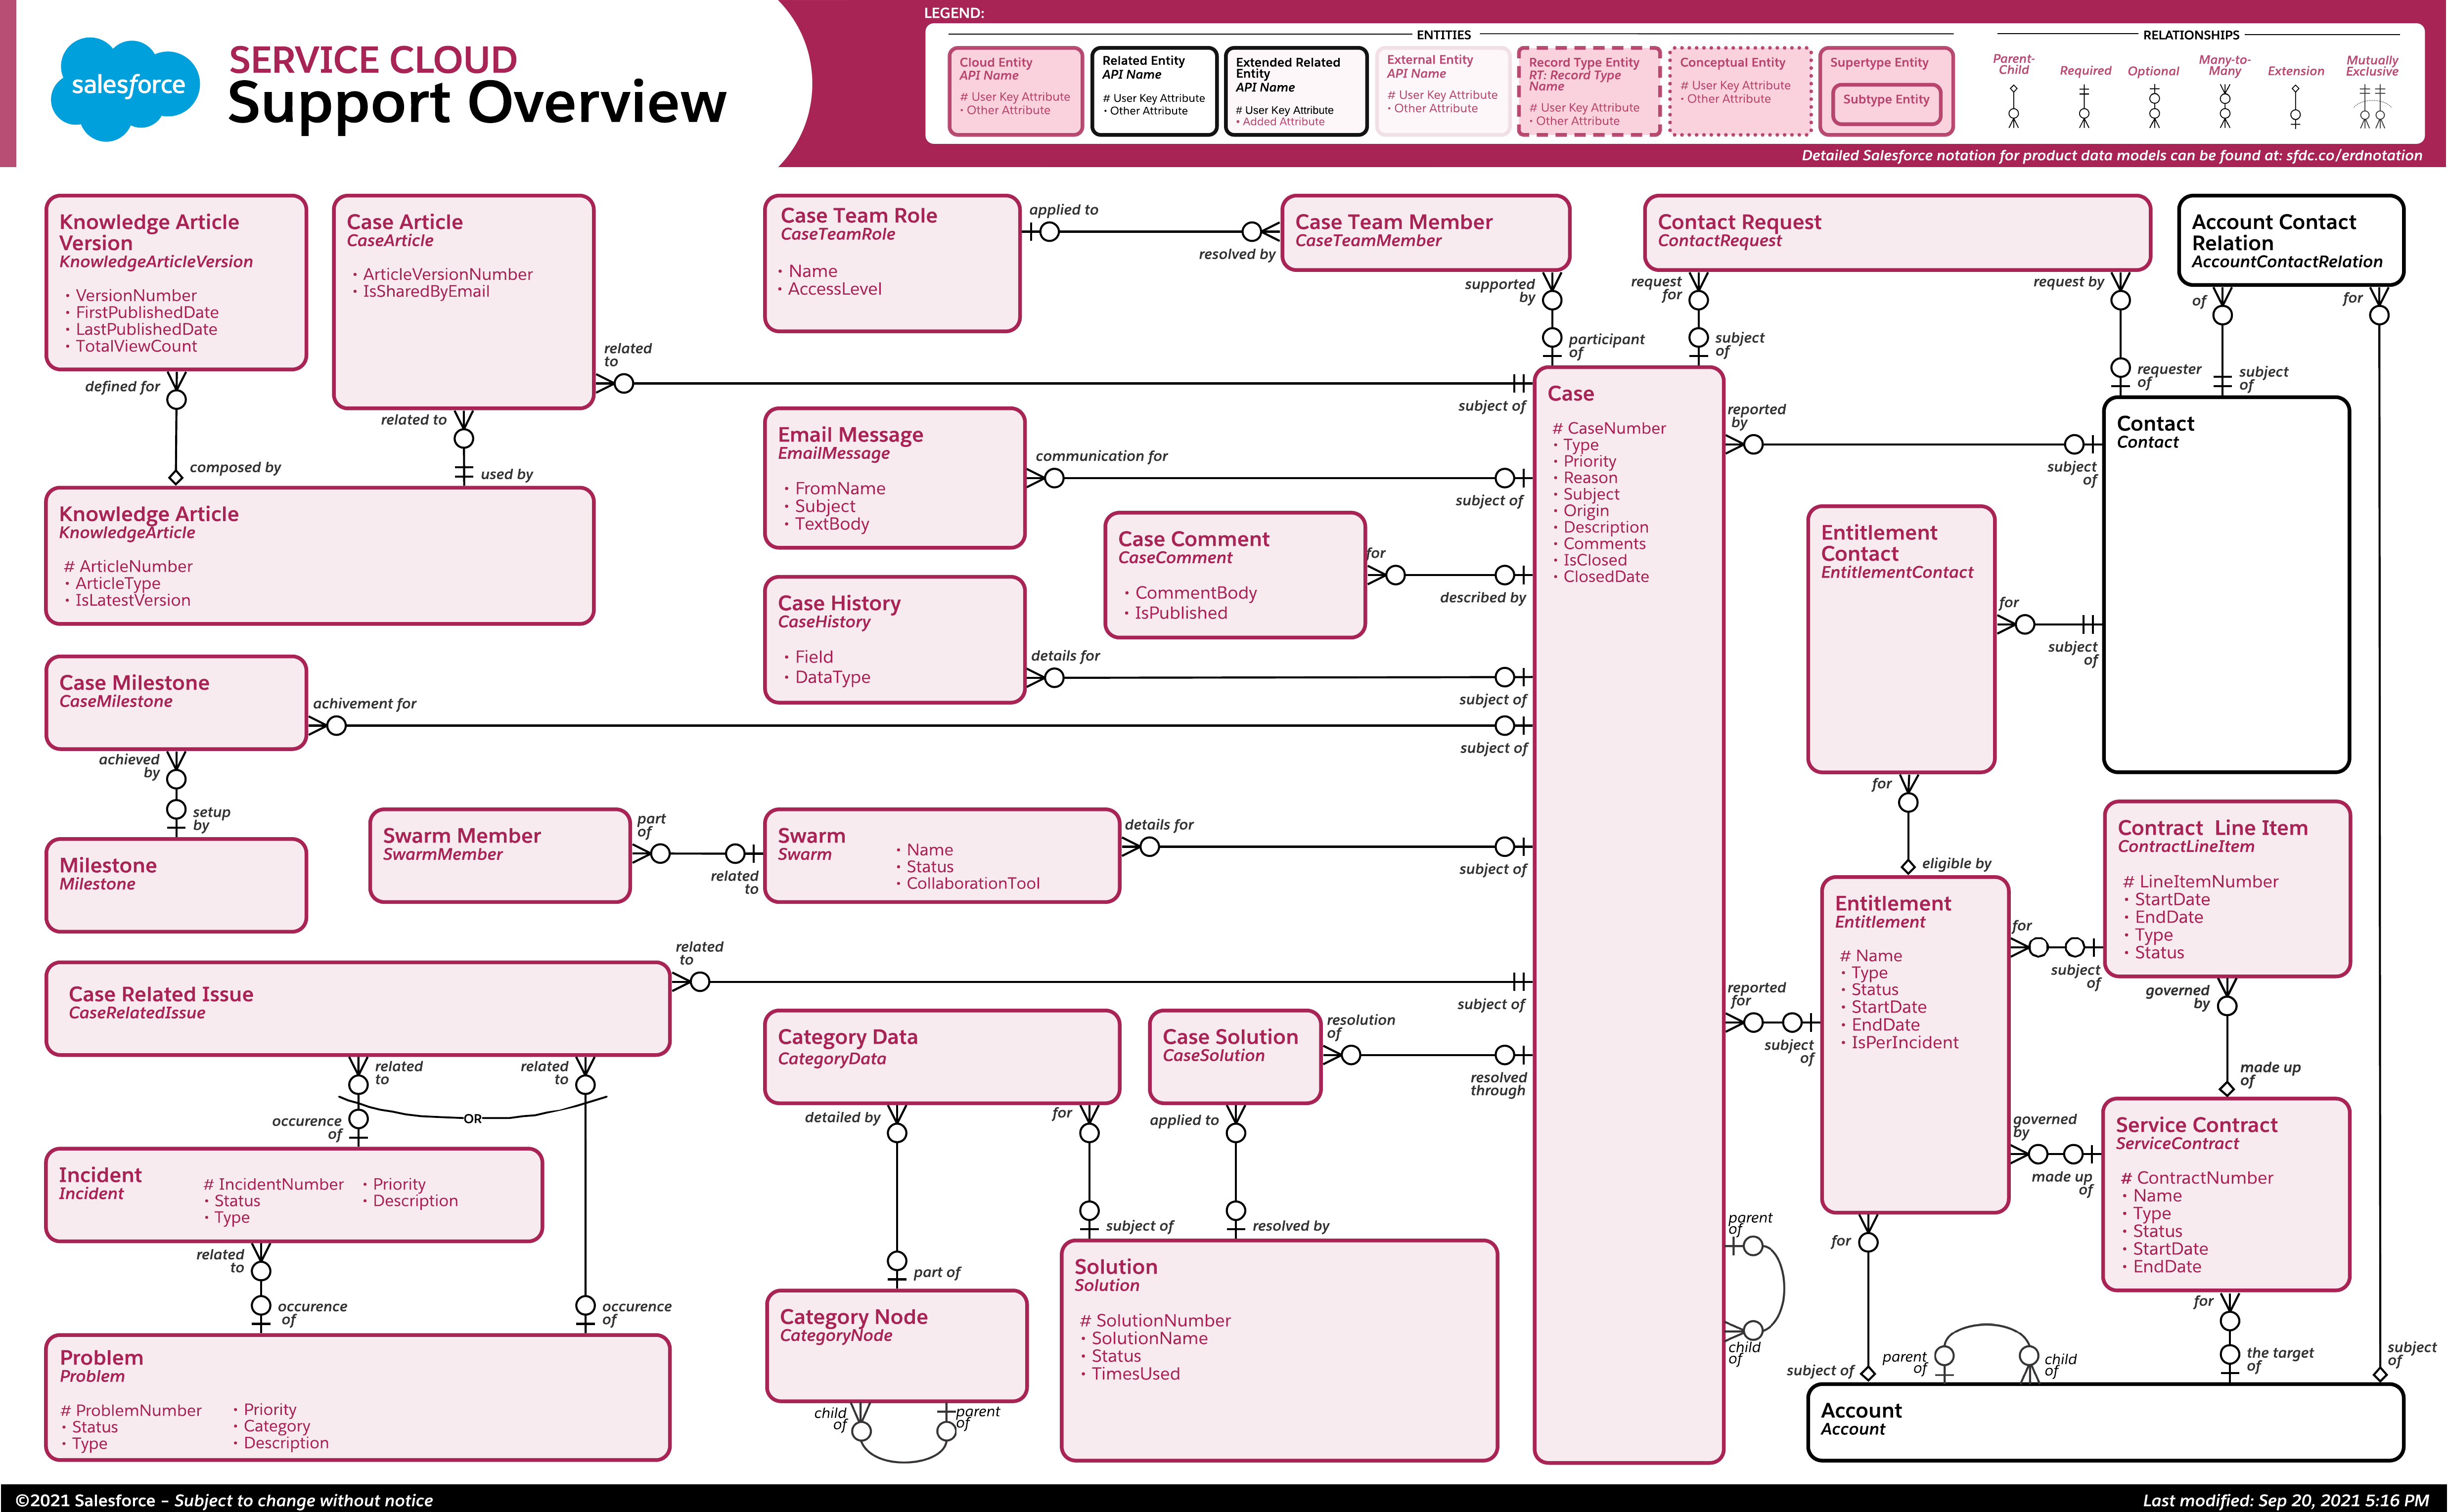 salesforce
SERVICE CLOUD
Support Overview
LEGEND:
ENTITIES
RELATIONSHIPS
Cloud Entity
API Name
# User Key Attribute
• Other Attribute
Related Entity
API Name
# User Key Attribute
• Other Attribute
Extended Related
Entity
API Name
# User Key Attribute
• Added Attribute
External Entity
API Name
# User Key Attribute
• Other Attribute
Record Type Entity
RT: Record Type
Name
# User Key Attribute
• Other Attribute
Conceptual Entity
# User Key Attribute
• Other Attribute
Supertype Entity
Subtype Entity
Parent-
Child
Required
Optional
Many-to-
Many
Extension
Mutually
Exclusive
Detailed Salesforce notation for product data models can be found at: sfdc.co/erdnotation
Knowledge Article
Version
KnowledgeArticleVersion
• VersionNumber
• FirstPublishedDate
• LastPublishedDate
• TotalViewCount
defined for
composed by
Case Article
CaseArticle
• ArticleVersionNumber
• IsSharedByEmail
related
to
subject of
related to
used by
Knowledge Article
KnowledgeArticle
# ArticleNumber
• ArticleType
• IsLatestVersion
Case Team Role
CaseTeamRole
• Name
• AccessLevel
applied to
resolved by
Case Team Member
CaseTeamMember
supported
by
participant
of
Contact Request
ContactRequest
request
for
subject
of
request by
requester
of
Account Contact
Relation
AccountContactRelation
of
subject
of
for
subject
of
Email Message
EmailMessage
• FromName
• Subject
• TextBody
communication for
subject of
Case Comment
CaseComment
• CommentBody
• IsPublished
for
described by
Case History
CaseHistory
• Field
• DataType
details for
subject of
Case
# CaseNumber
• Type
• Priority
• Reason
• Subject
• Origin
• Description
• Comments
• IsClosed
• ClosedDate
reported
by
subject
of
Contact
Contact
Entitlement
Contact
EntitlementContact
for
subject
of
for
eligible by
Case Milestone
CaseMilestone
achivement for
subject of
achieved
by
setup
by
Milestone
Milestone
Swarm Member
SwarmMember
part
of
related
to
Swarm
Swarm
• Name
• Status
• CollaborationTool
details for
subject of
Contract  Line Item
ContractLineItem
# LineItemNumber
• StartDate
• EndDate
• Type
• Status
Entitlement
Entitlement
# Name
• Type
• Status
• StartDate
• EndDate
• IsPerIncident
for
subject
of
governed
by
made up
of
reported
for
subject
of
Case Related Issue
CaseRelatedIssue
related
to
subject of
related
to
related
to
OR
occurence
of
Incident
Incident
# IncidentNumber
• Status
• Type
• Priority
• Description
related
to
occurence
of
occurence
of
Problem
Problem
# ProblemNumber
• Status
• Type
• Priority
• Category
• Description
Category Data
CategoryData
detailed by
part of
for
subject of
Case Solution
CaseSolution
resolution
of
resolved
through
applied to
resolved by
Category Node
CategoryNode
child
of
parent
of
Solution
Solution
# SolutionNumber
• SolutionName
• Status
• TimesUsed
parent
of
child
of
Service Contract
ServiceContract
# ContractNumber
• Name
• Type
• Status
• StartDate
• EndDate
governed
by
made up
of
for
subject of
for
the target
of
parent
of
child
of
Account
Account
©2021 Salesforce – Subject to change without notice
Last modified: Sep 20, 2021 5:16 PM